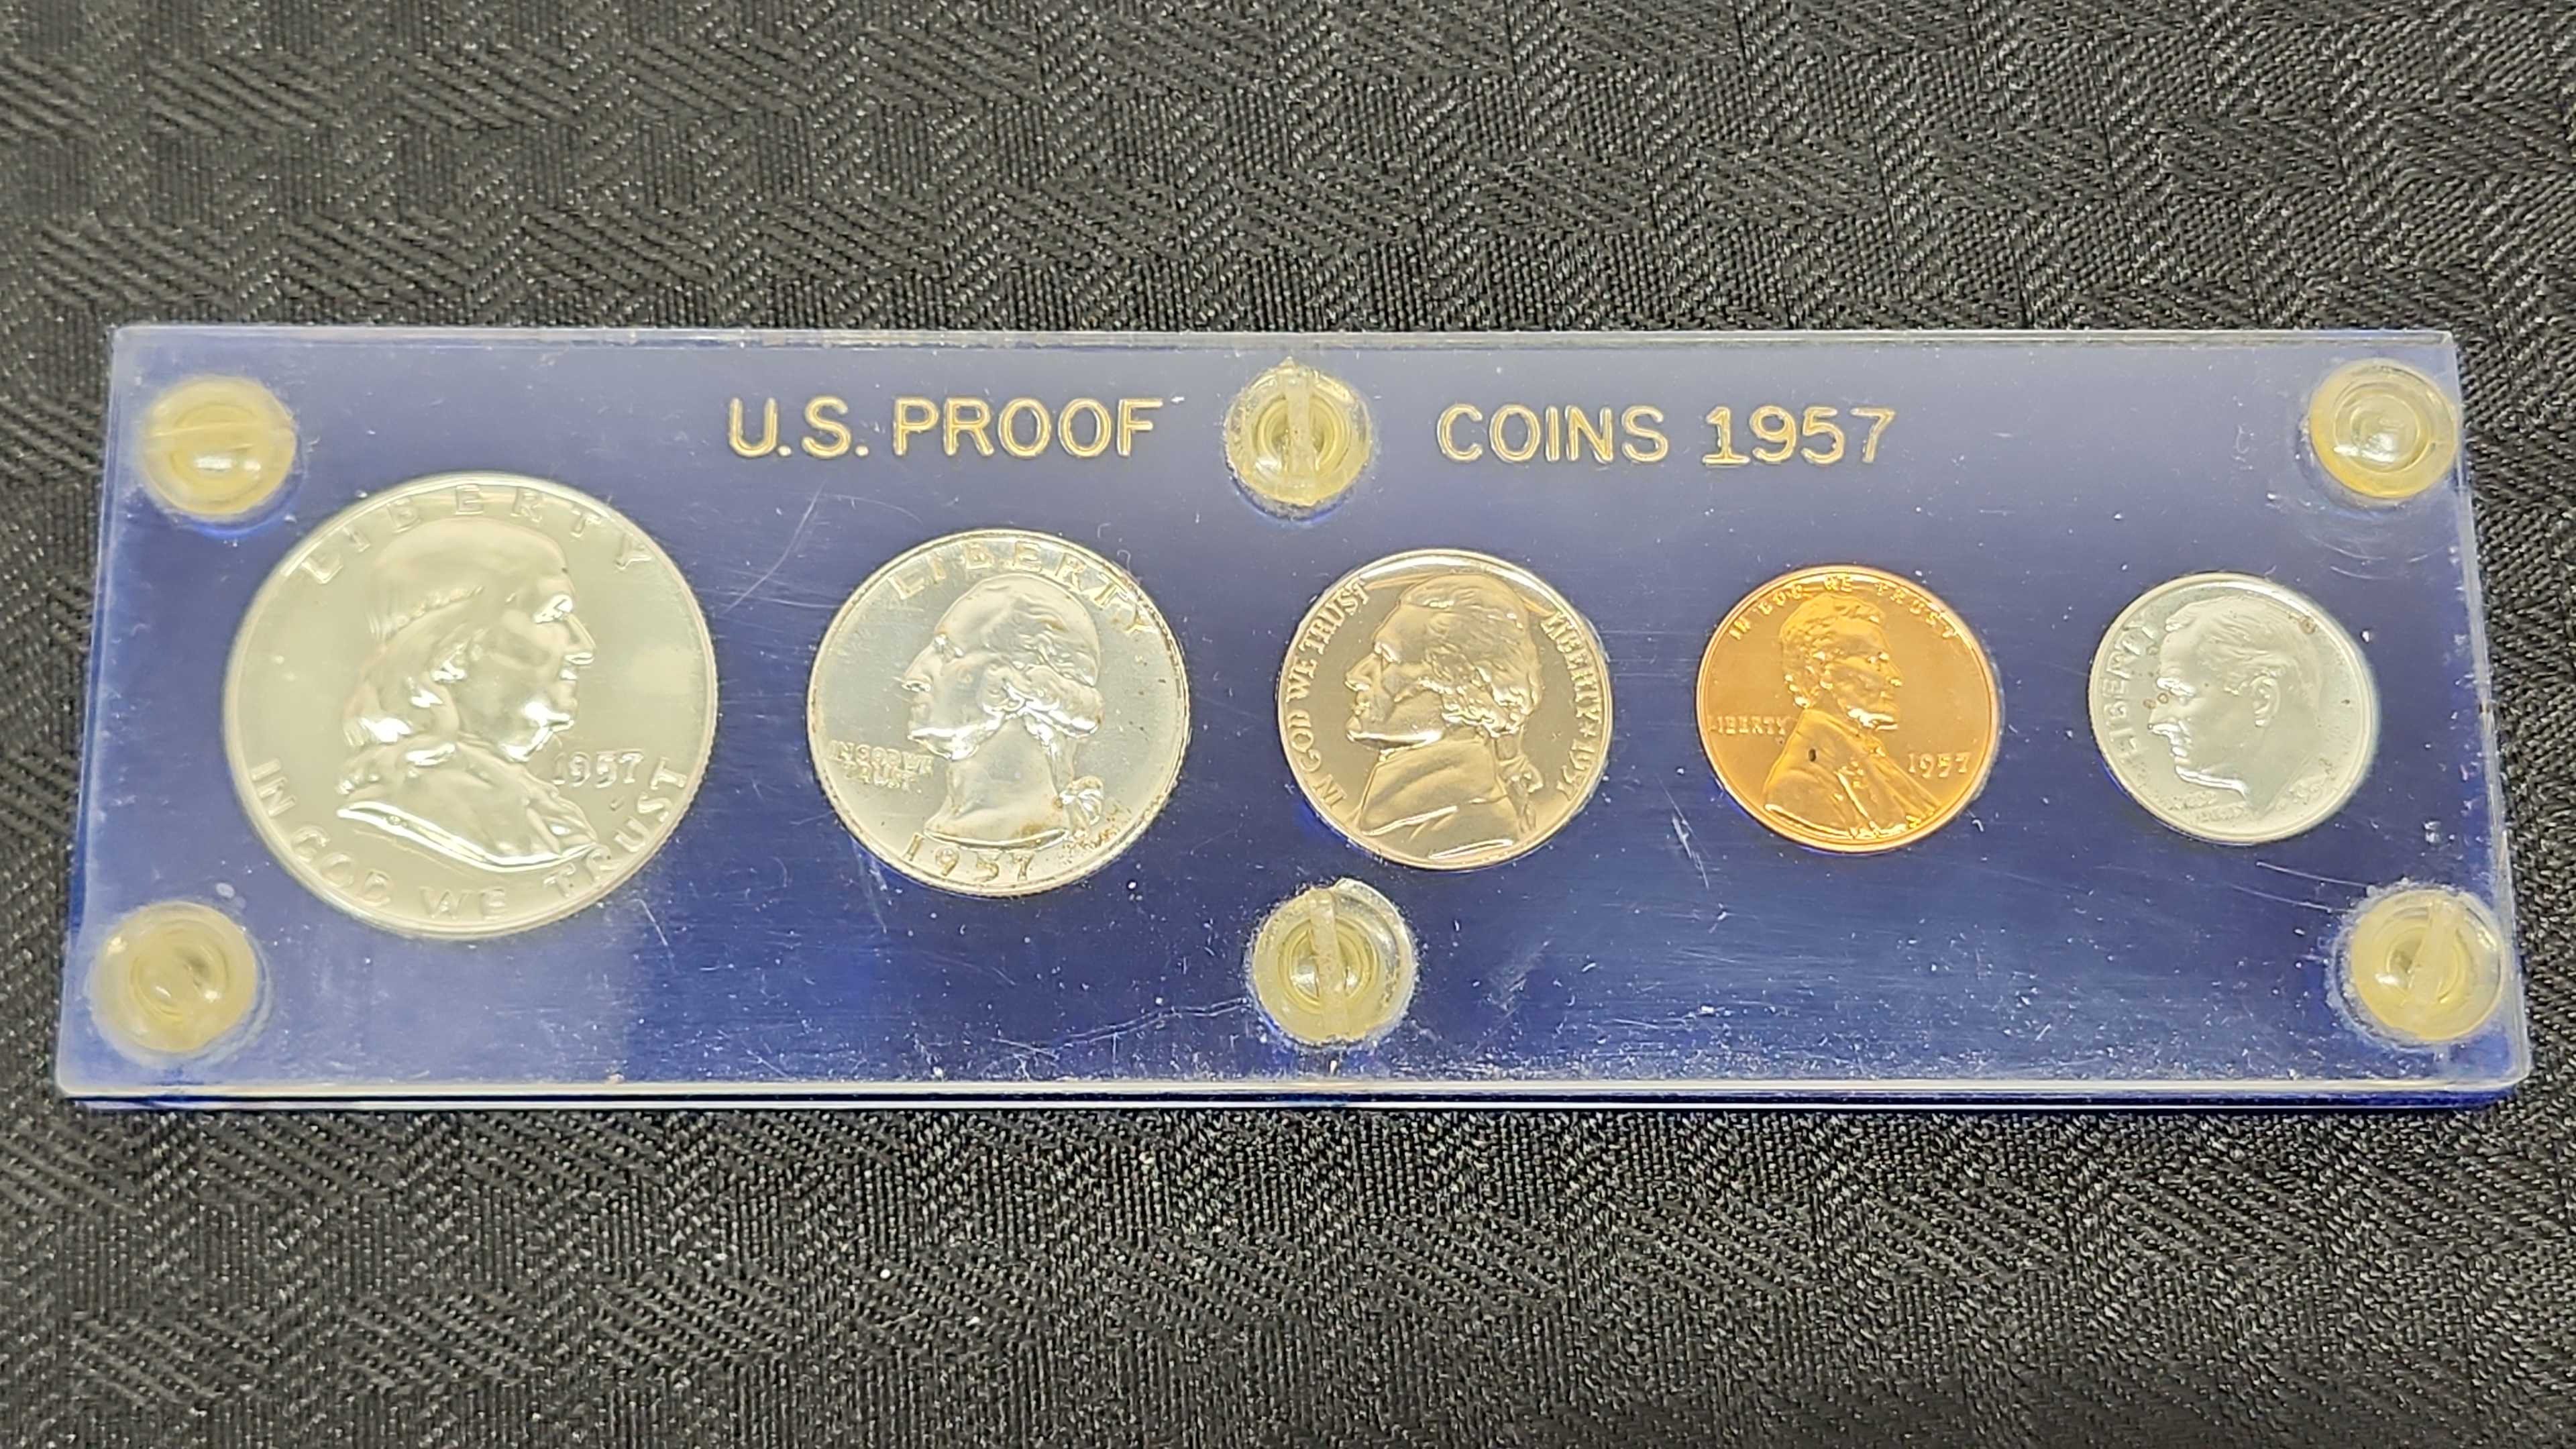 U.S. PROOF COINS 1957
LIBERTY
1957
IN GOD WE TRUST
LIBERTY
IN GOD WE
TRUST
1957
IN GOD WE TRUST
LIBERTY ★ 1957
IN GOD WE TRUST
LIBERTY
1957
LIBERTY